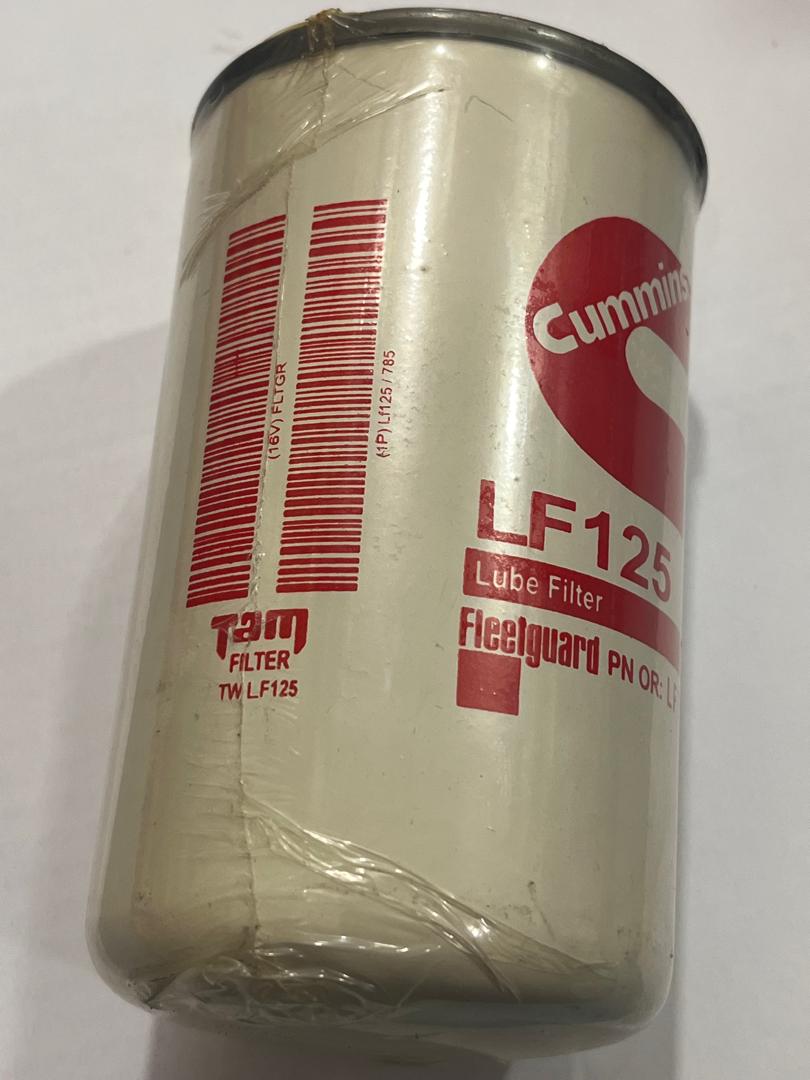 (16V) FLTGR
(1P) Lf125 / 785
Tam
FILTER
TW LF125
Cummins
LF125
Lube Filter
Fleetguard PN OR: LF